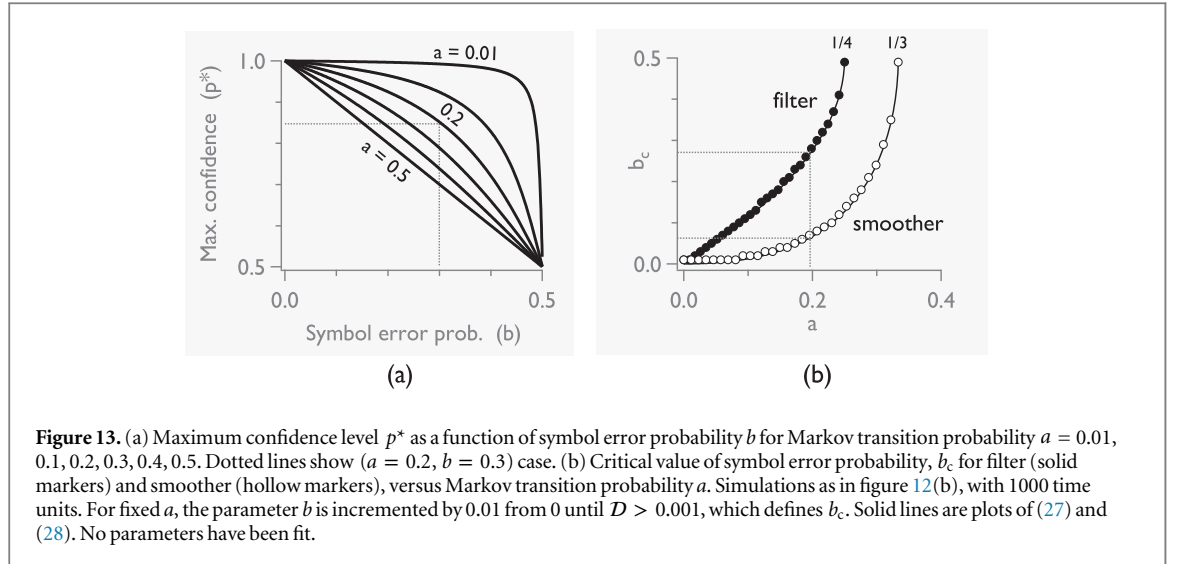 1.0
0.5
Max. confidence (p*)
a = 0.01
0.2
a = 0.5
0.0 0.5
Symbol error prob. (b)
(a)
1/4 1/3
0.5
0.0
b_c
filter
smoother
0.0 0.2 0.4
a
(b)
Figure 13. (a) Maximum confidence level p* as a function of symbol error probability b for Markov transition probability a = 0.01,
0.1, 0.2, 0.3, 0.4, 0.5. Dotted lines show (a = 0.2, b = 0.3) case. (b) Critical value of symbol error probability, b_c for filter (solid
markers) and smoother (hollow markers), versus Markov transition probability a. Simulations as in figure 12(b), with 1000 time
units. For fixed a, the parameter b is incremented by 0.01 from 0 until 𝒟 > 0.001, which defines b_c. Solid lines are plots of (27) and
(28). No parameters have been fit.